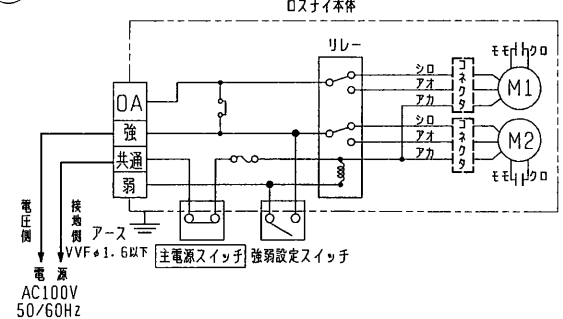 ロスナイ本体
リレー
OA
強
共通
弱
シロ
アオ
アカ
コネクタ
モモ クロ
M1
シロ
アオ
アカ
コネクタ
M2
モモ クロ
電圧側
接地側
アース
VVFφ1.6以下
主電源スイッチ
強弱設定スイッチ
電源
AC100V
50/60Hz